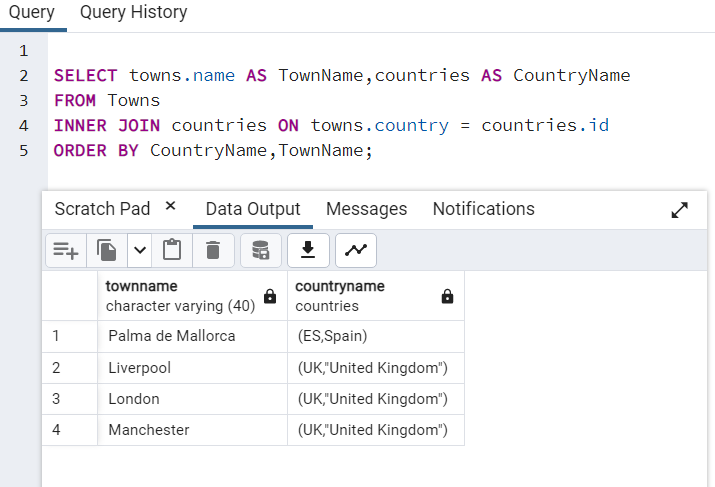 Query Query History
1
2 SELECT towns.name AS TownName,countries AS CountryName
3 FROM Towns
4 INNER JOIN countries ON towns.country = countries.id
5 ORDER BY CountryName,TownName;
Scratch Pad × Data Output Messages Notifications
townname countryname
character varying (40) countries
1 Palma de Mallorca (ES,Spain)
2 Liverpool (UK,"United Kingdom")
3 London (UK,"United Kingdom")
4 Manchester (UK,"United Kingdom")